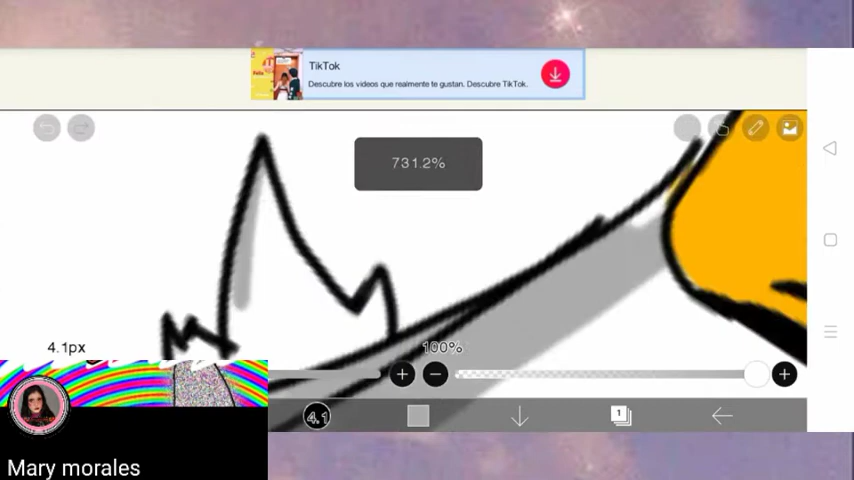 TikTok
Descubre los videos que realmente te gustan. Descubre TikTok.
731.2%
4.1px
100%
4.1
1
Mary morales